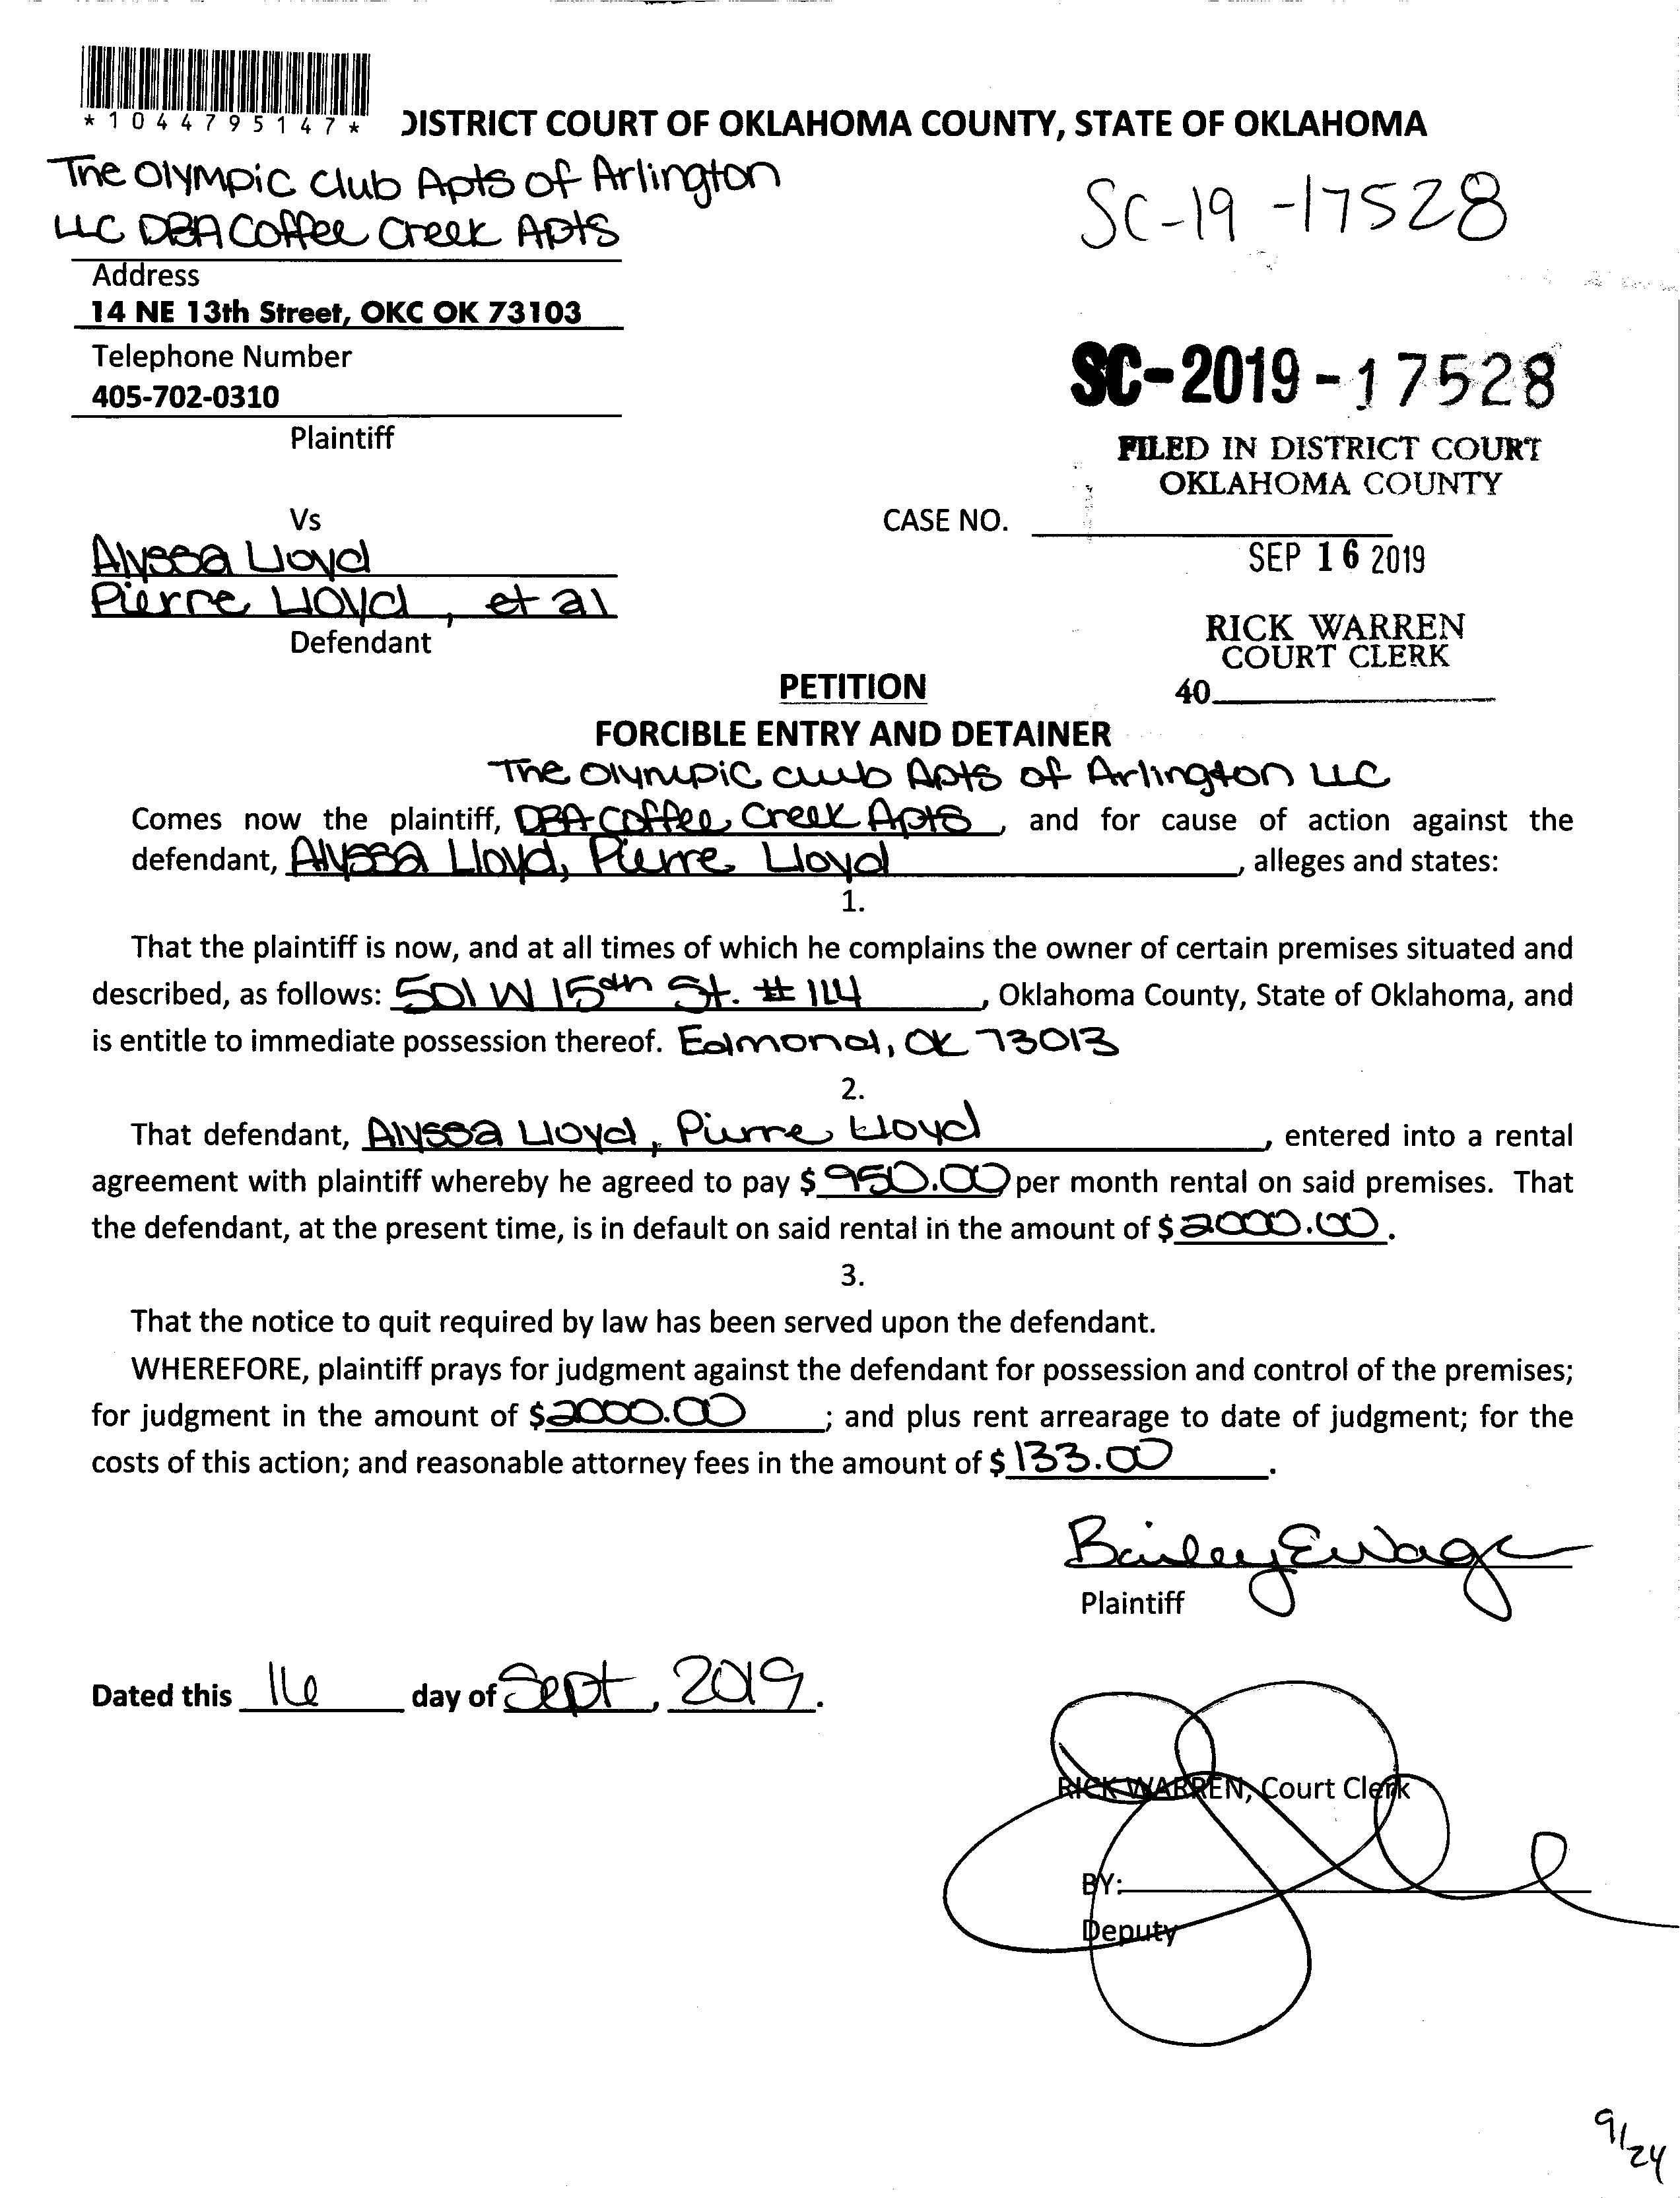 *1044795147*
DISTRICT COURT OF OKLAHOMA COUNTY, STATE OF OKLAHOMA
The Olympic Club Apts of Arlington
LLC DBA Coffee Creek Apts
SC-19-17528
Address
14 NE 13th Street, OKC OK 73103
Telephone Number
405-702-0310
Plaintiff
SC-2019-17528
FILED IN DISTRICT COURT
OKLAHOMA COUNTY
Vs
CASE NO.
Alyssa Lloyd
SEP 16 2019
Pierre Lloyd, et al
Defendant
RICK WARREN
COURT CLERK
40
PETITION
FORCIBLE ENTRY AND DETAINER
The Olympic Club Apts of Arlington LLC
Comes now the plaintiff, DBA Coffee Creek Apts, and for cause of action against the
defendant, Alyssa Lloyd, Pierre Lloyd, alleges and states:
1.
That the plaintiff is now, and at all times of which he complains the owner of certain premises situated and
described, as follows: 501 W 15th St. # 114, Oklahoma County, State of Oklahoma, and
is entitle to immediate possession thereof. Edmond, OK 73013
2.
That defendant, Alyssa Lloyd, Pierre Lloyd, entered into a rental
agreement with plaintiff whereby he agreed to pay $ 950.00 per month rental on said premises. That
the defendant, at the present time, is in default on said rental in the amount of $ 2000.00.
3.
That the notice to quit required by law has been served upon the defendant.
WHEREFORE, plaintiff prays for judgment against the defendant for possession and control of the premises;
for judgment in the amount of $2000.00; and plus rent arrearage to date of judgment; for the
costs of this action; and reasonable attorney fees in the amount of $ 133.00.
Plaintiff
Dated this 16 day of Sept, 2019.
RICK WARREN, Court Clerk
BY:
Deputy
9/24